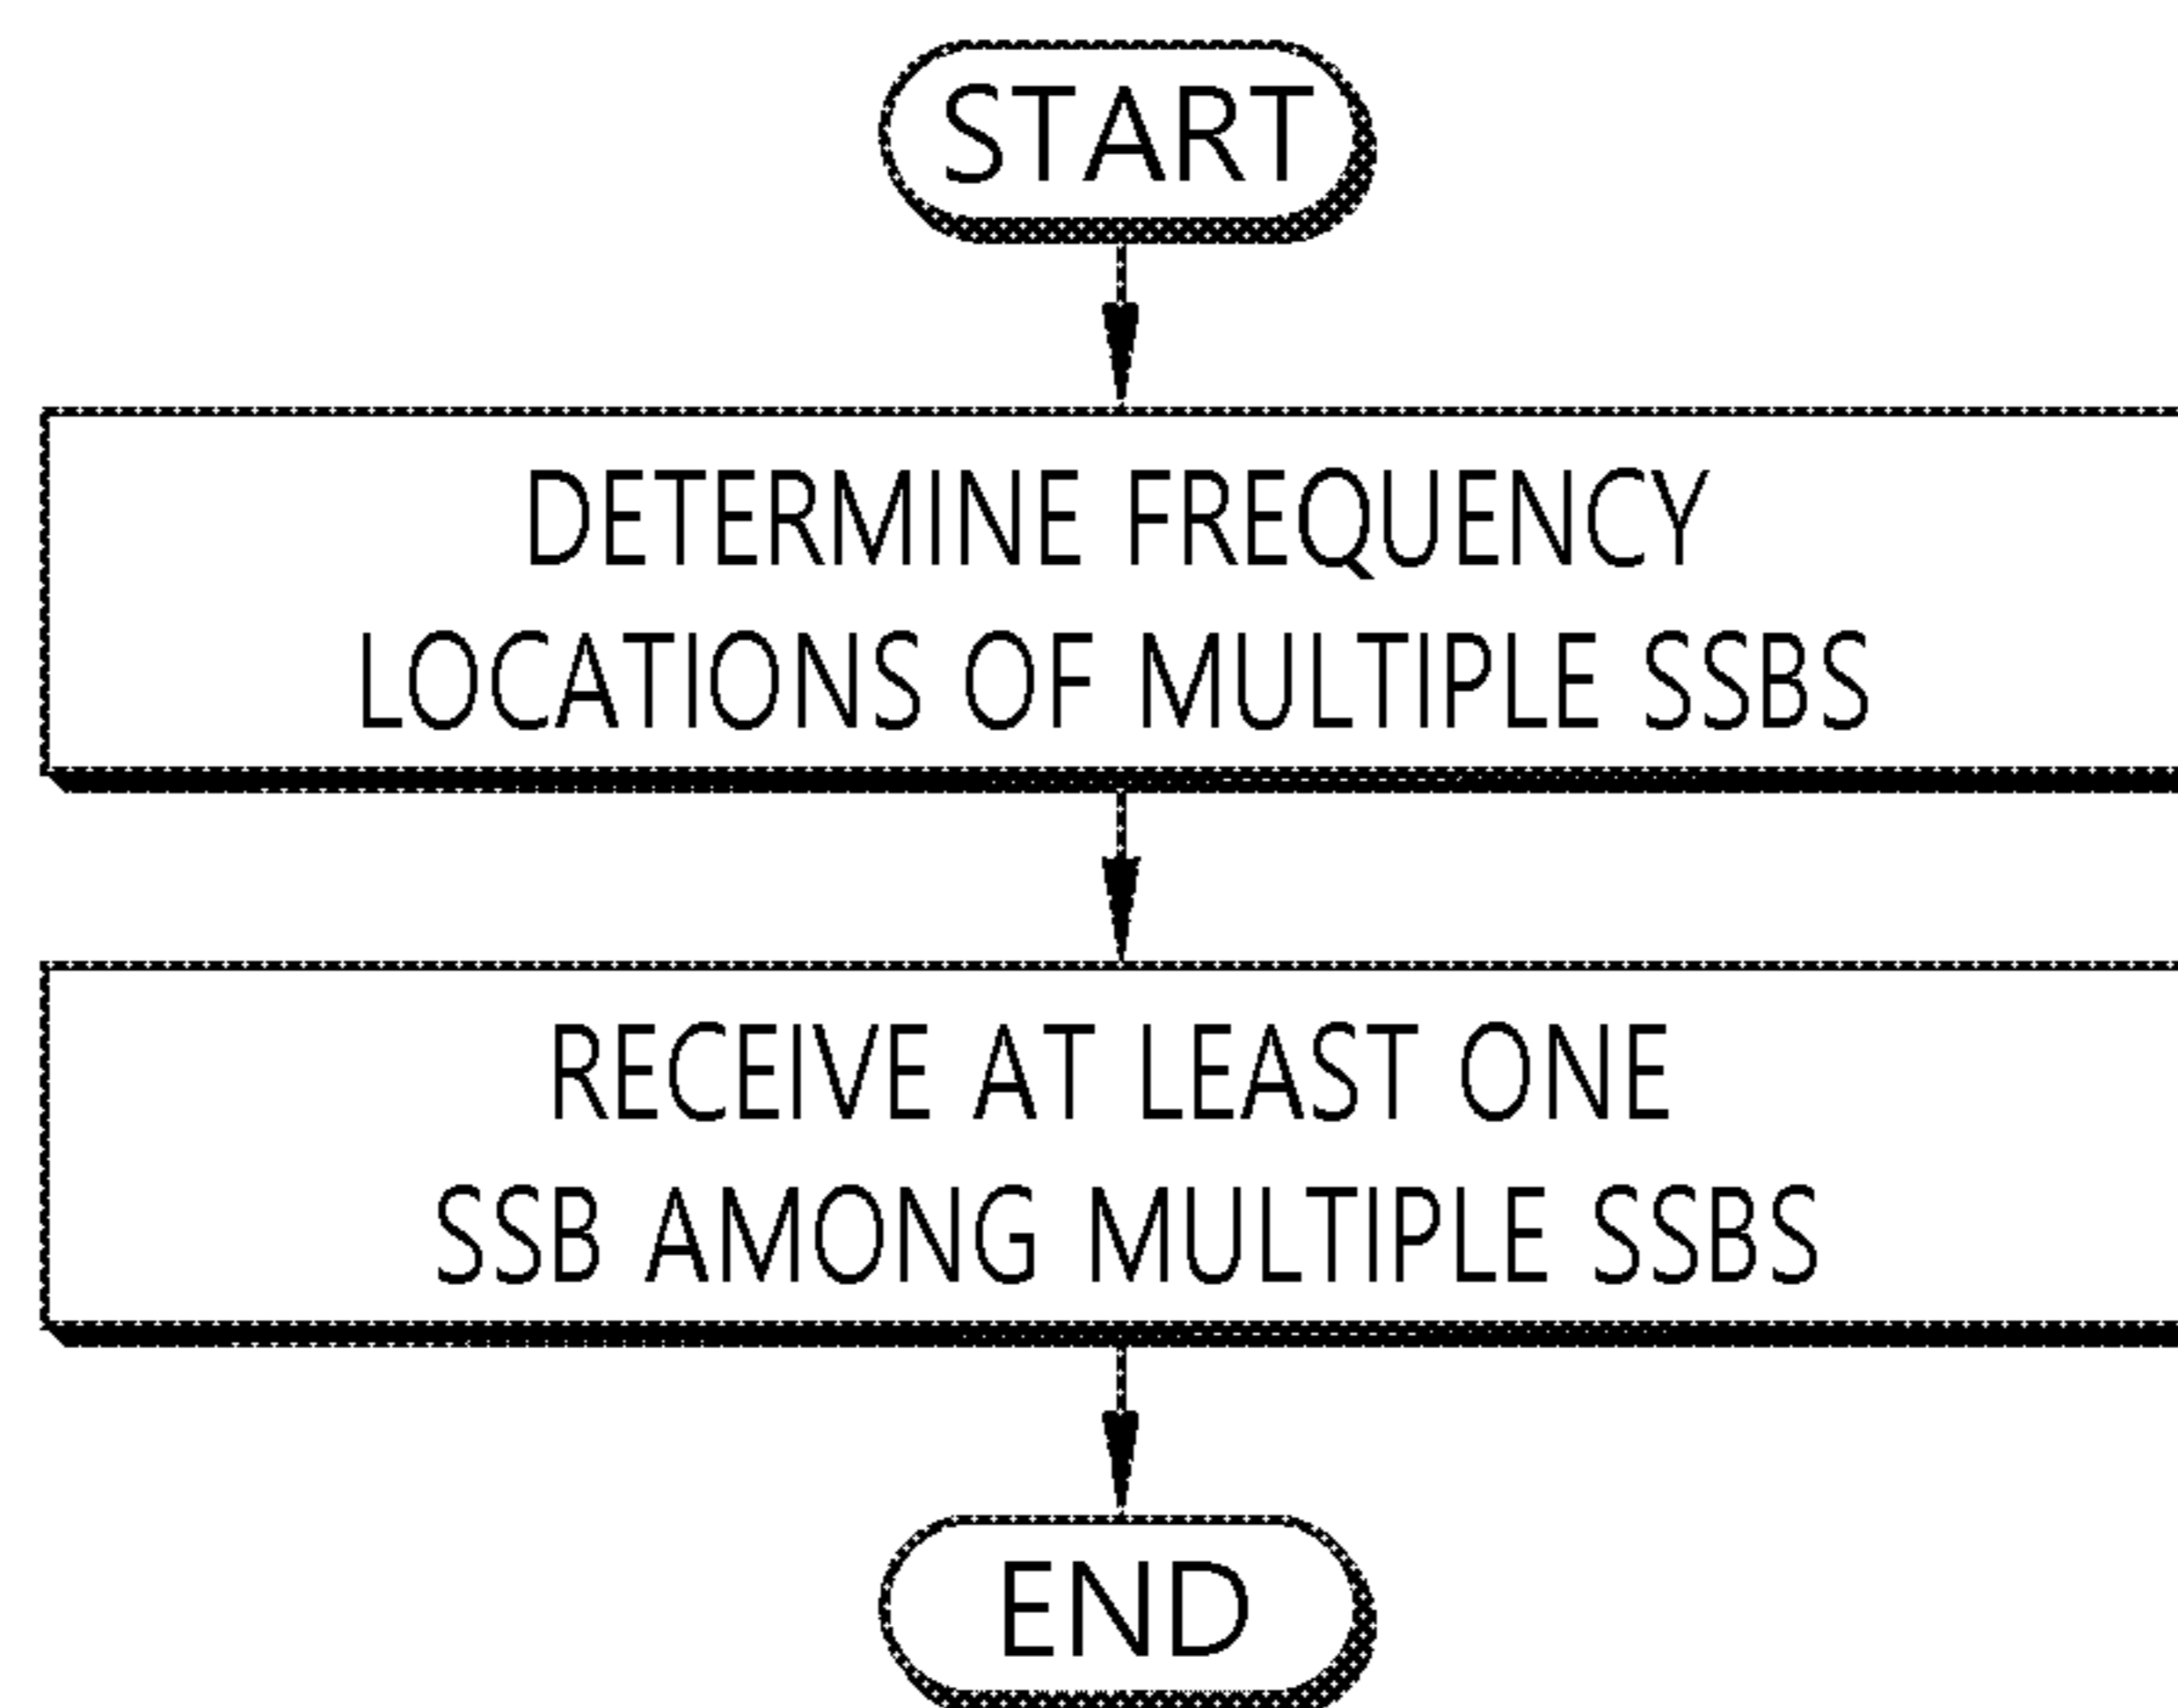 START
DETERMINE FREQUENCY
LOCATIONS OF MULTIPLE SSBS
RECEIVE AT LEAST ONE
SSB AMONG MULTIPLE SSBS
END